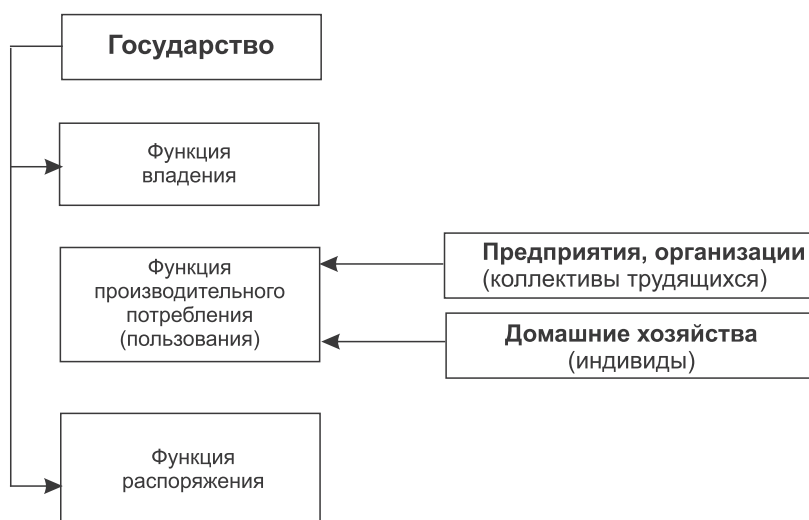 Государство
Функция
владения
Функция
производительного
потребления
(пользования)
Предприятия, организации
(коллективы трудящихся)
Домашние хозяйства
(индивиды)
Функция
распоряжения